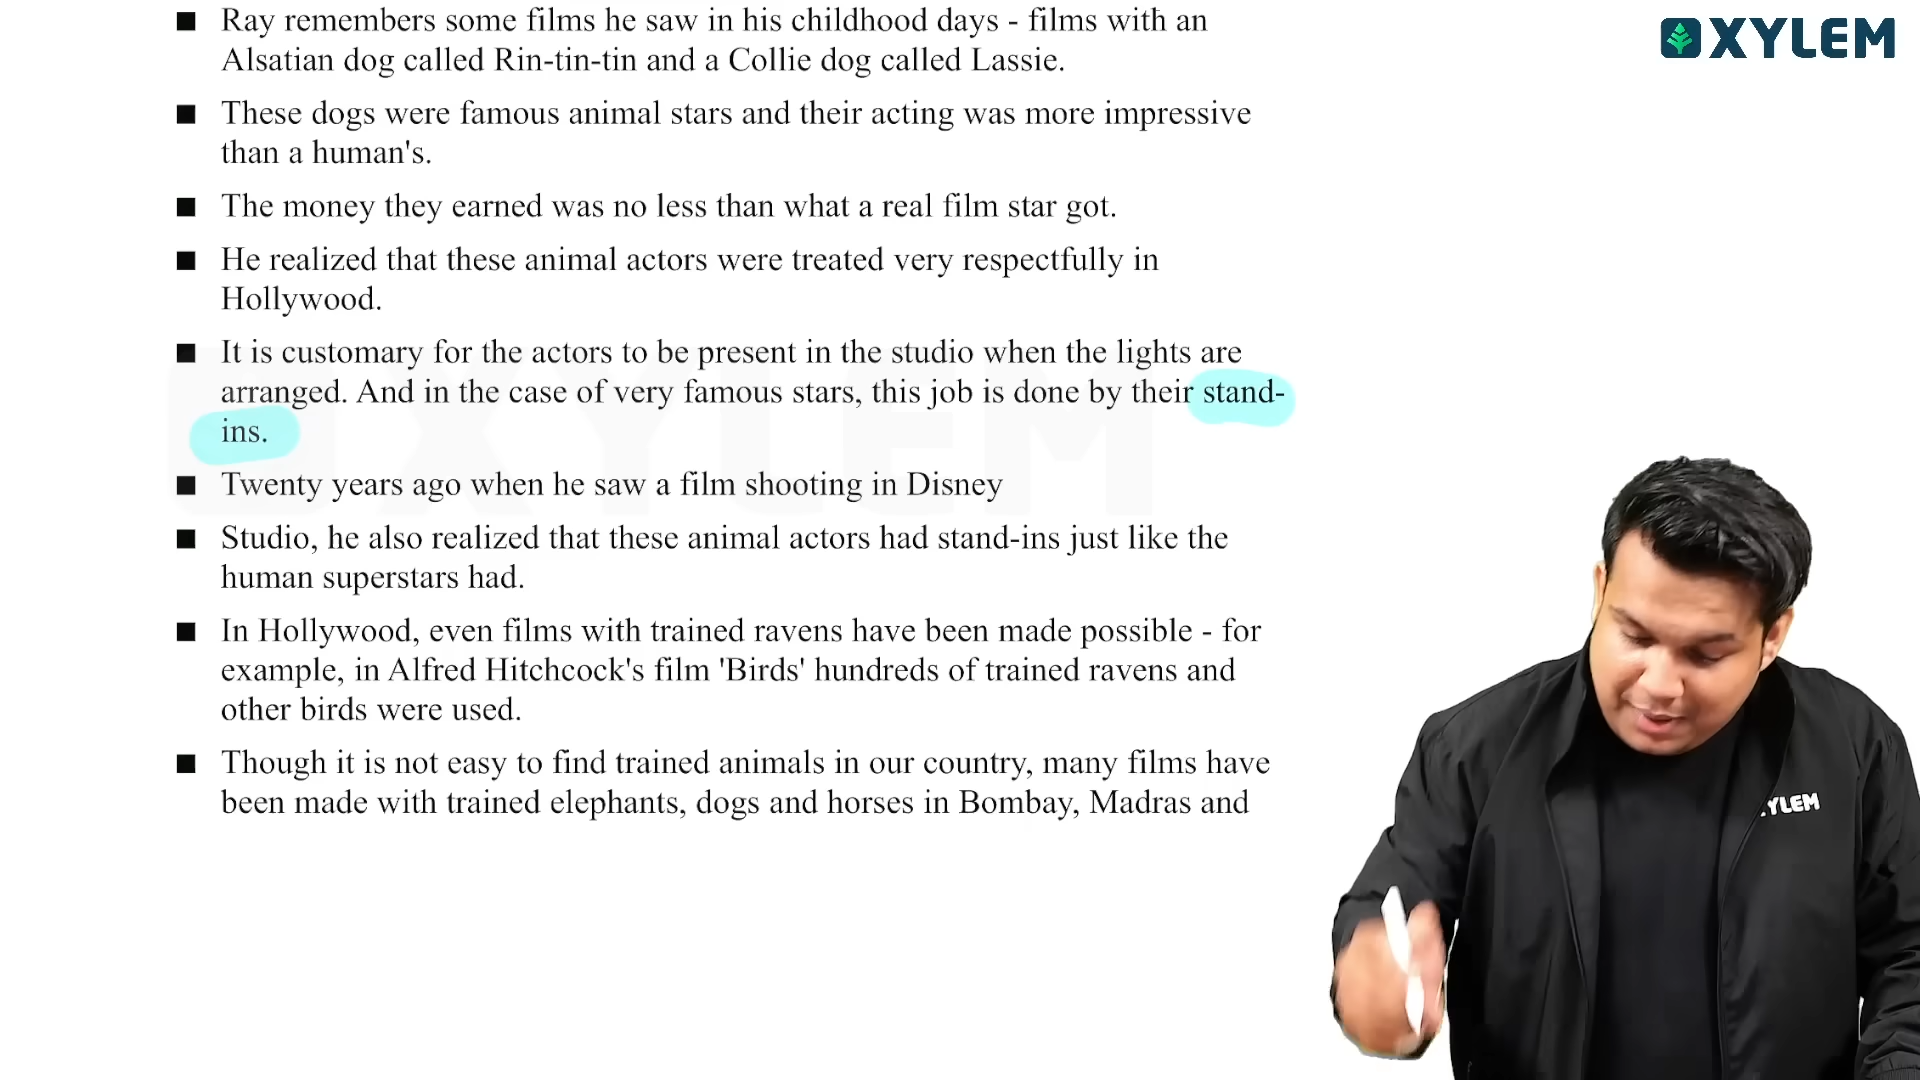 ■ Ray remembers some films he saw in his childhood days - films with an
Alsatian dog called Rin-tin-tin and a Collie dog called Lassie.
■ These dogs were famous animal stars and their acting was more impressive
than a human's.
■ The money they earned was no less than what a real film star got.
■ He realized that these animal actors were treated very respectfully in
Hollywood.
■ It is customary for the actors to be present in the studio when the lights are
arranged. And in the case of very famous stars, this job is done by their stand-
ins.
■ Twenty years ago when he saw a film shooting in Disney
■ Studio, he also realized that these animal actors had stand-ins just like the
human superstars had.
■ In Hollywood, even films with trained ravens have been made possible - for
example, in Alfred Hitchcock's film 'Birds' hundreds of trained ravens and
other birds were used.
■ Though it is not easy to find trained animals in our country, many films have
been made with trained elephants, dogs and horses in Bombay, Madras and
XYLEM
XYLEM
YLEM